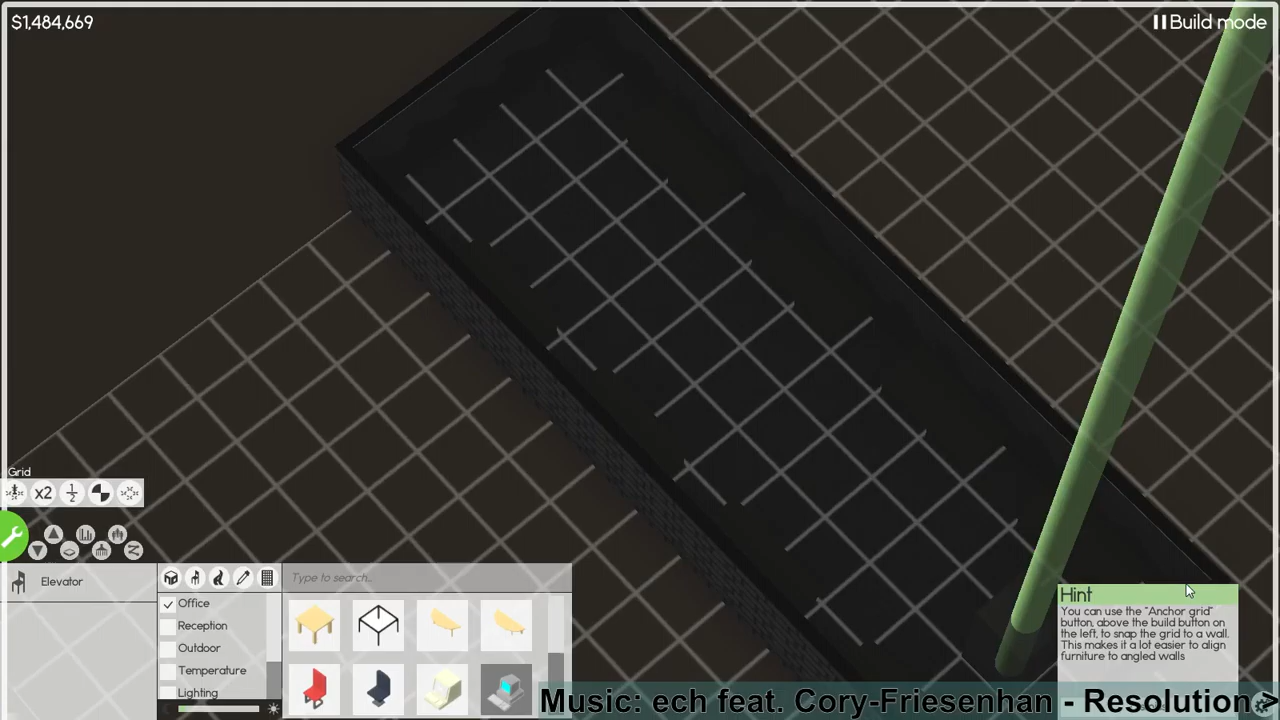 $1,484,669
Build mode
Grid
x2
1/2
Elevator
Type to search..
Office
Reception
Outdoor
Temperature
Lighting
Hint
You can use the "Anchor grid"
button, above the build button on
the left, to snap the grid to a wall.
This makes it a lot easier to align
furniture to angled walls
Music: ech feat. Cory-Friesenhan - Resolution >